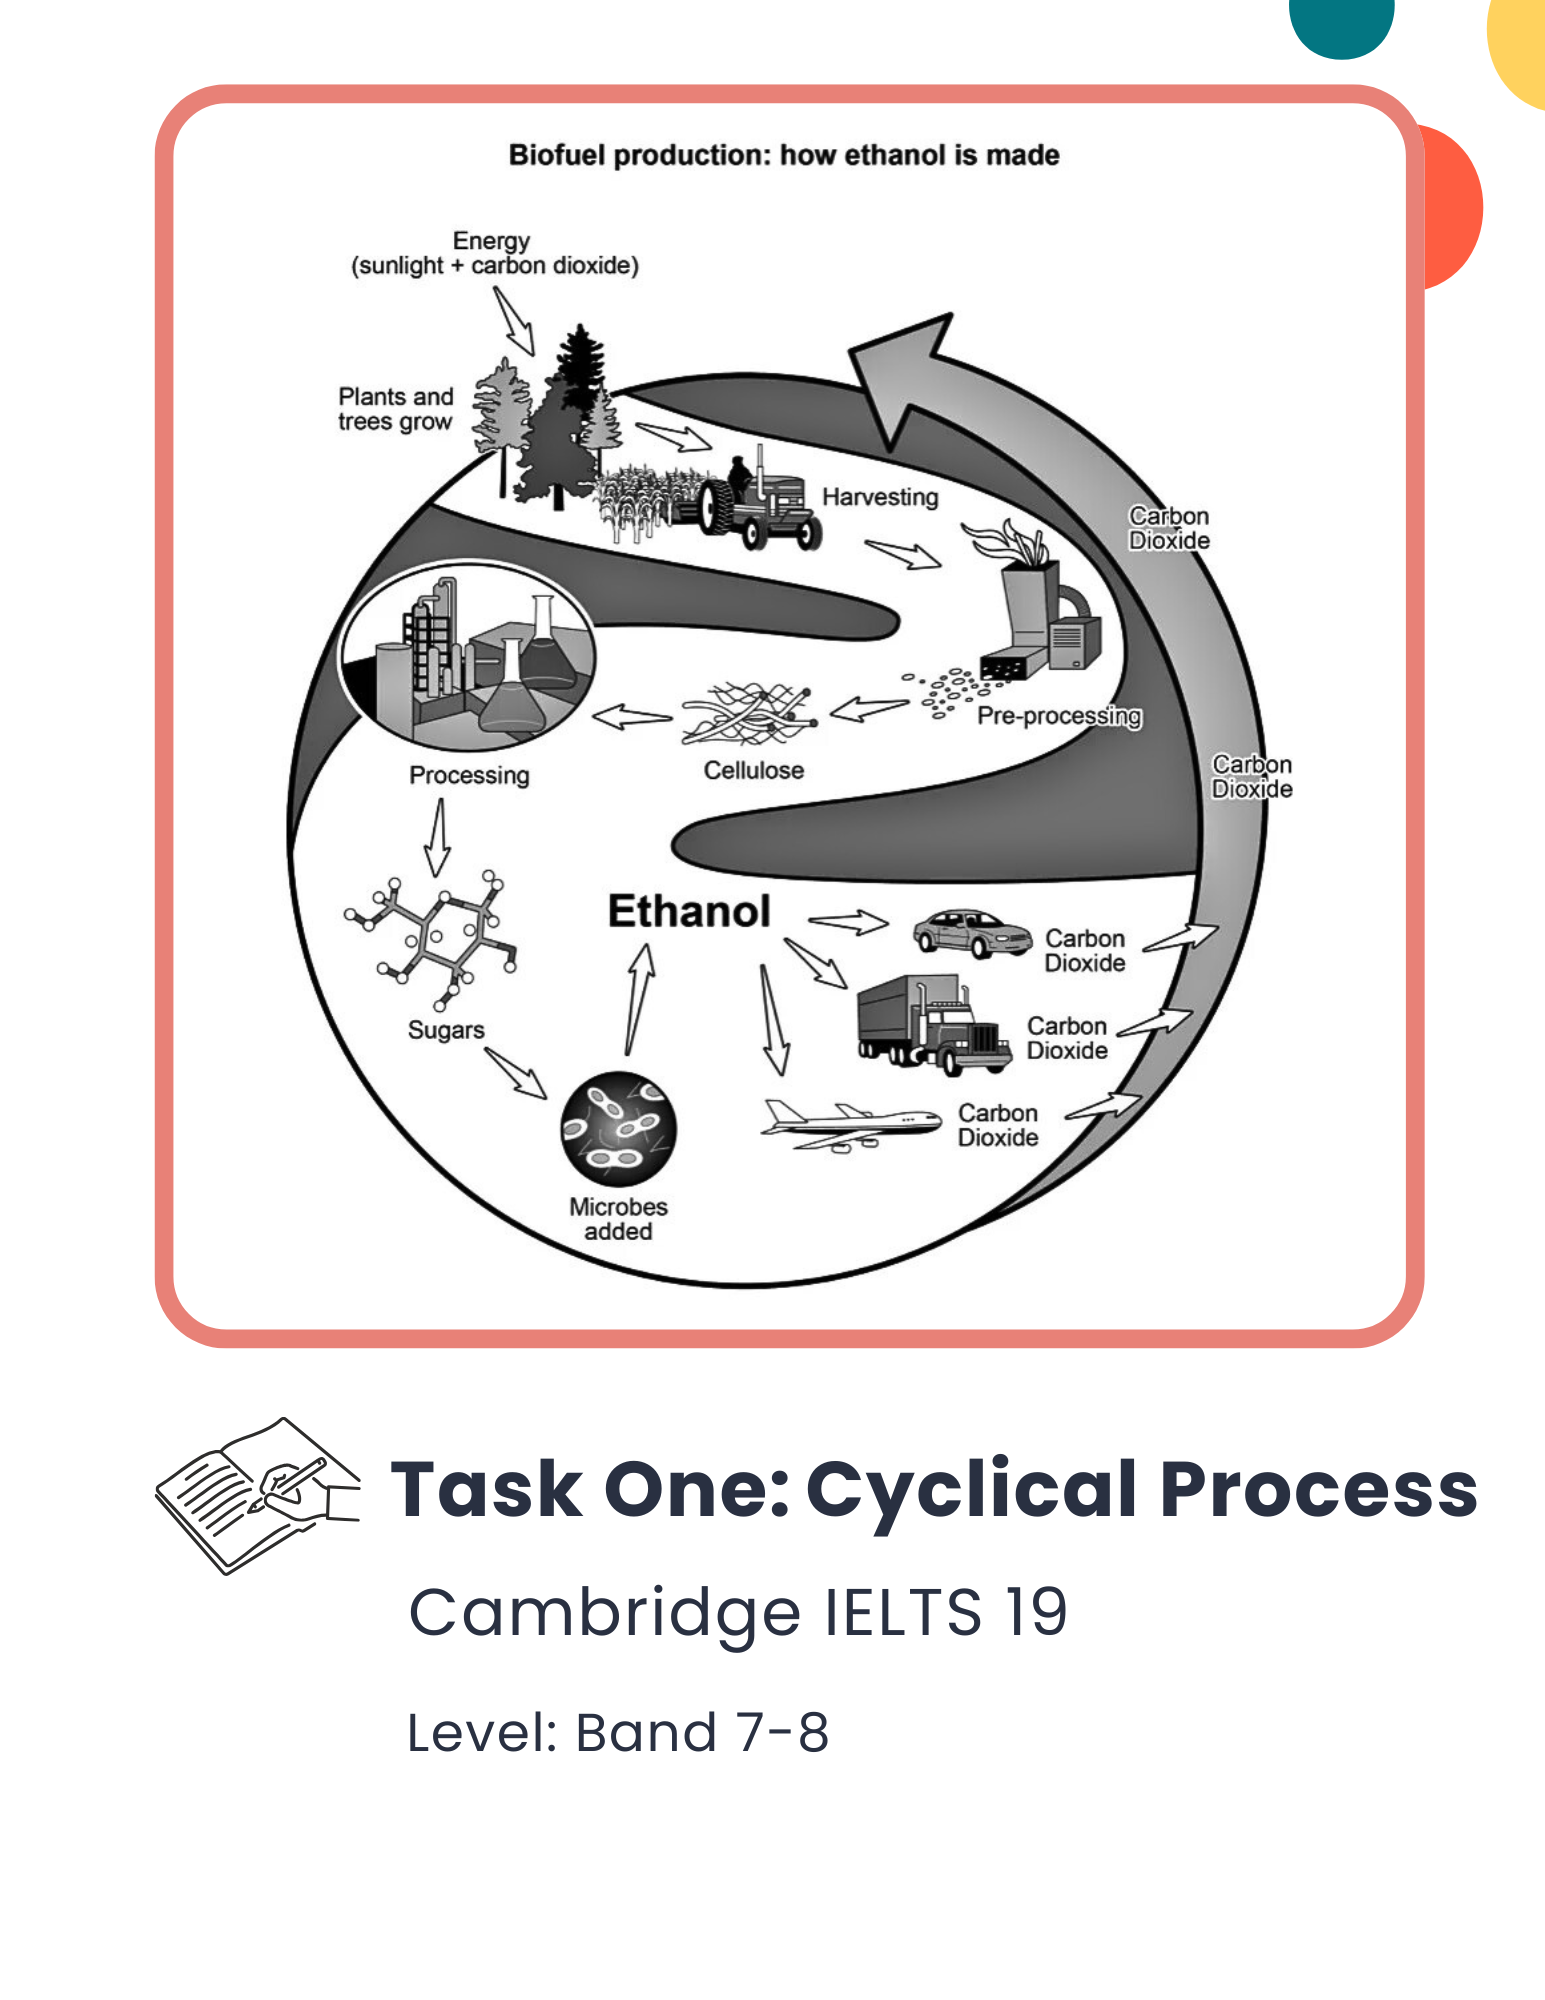 Biofuel production: how ethanol is made
Energy
(sunlight + carbon dioxide)
Plants and
trees grow
Harvesting
Carbon
Dioxide
Pre-processing
Cellulose
Processing
Carbon
Dioxide
Sugars
Microbes
added
Ethanol
Carbon
Dioxide
Carbon
Dioxide
Carbon
Dioxide
Task One: Cyclical Process
Cambridge IELTS 19
Level: Band 7-8